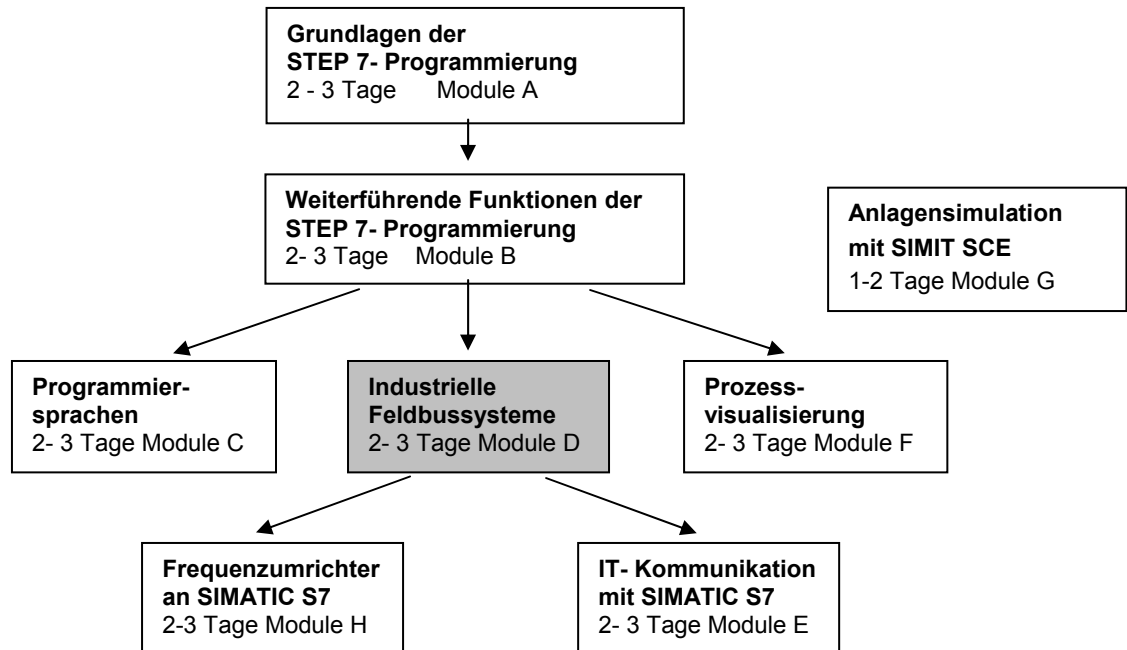 Grundlagen der
STEP 7- Programmierung
2 - 3 Tage Module A
Weiterführende Funktionen der
STEP 7- Programmierung
2- 3 Tage Module B
Anlagensimulation
mit SIMIT SCE
1-2 Tage Module G
Programmier-
sprachen
2- 3 Tage Module C
Industrielle
Feldbussysteme
2- 3 Tage Module D
Prozess-
visualisierung
2- 3 Tage Module F
Frequenzumrichter
an SIMATIC S7
2-3 Tage Module H
IT- Kommunikation
mit SIMATIC S7
2- 3 Tage Module E